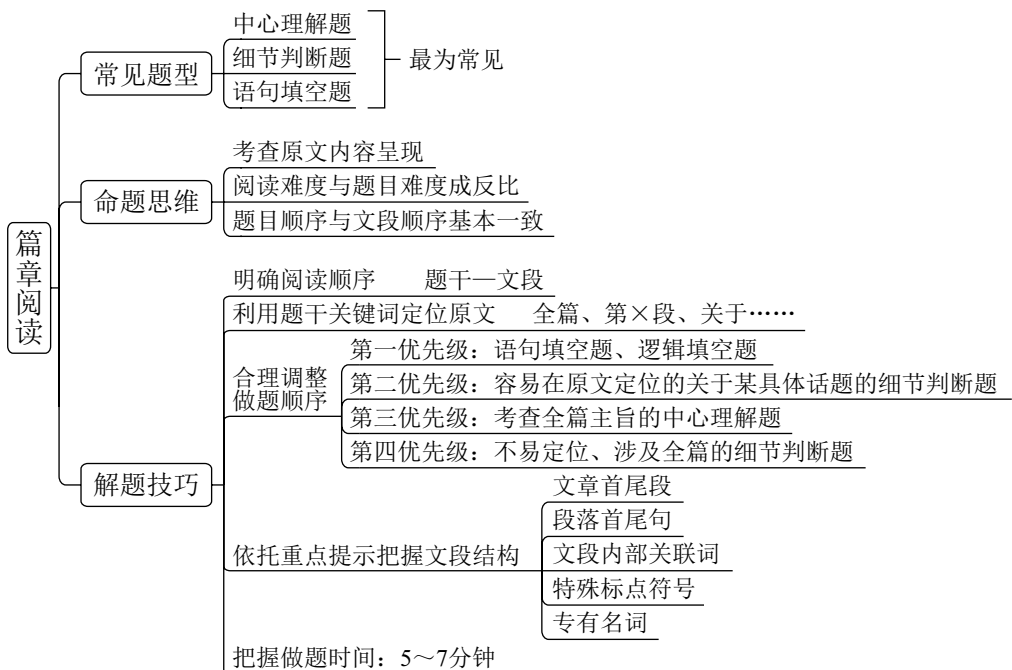 篇章阅读
常见题型
中心理解题
细节判断题
语句填空题
最为常见
命题思维
考查原文内容呈现
阅读难度与题目难度成反比
题目顺序与文段顺序基本一致
解题技巧
明确阅读顺序 题干—文段
利用题干关键词定位原文 全篇、第×段、关于……
合理调整
做题顺序
第一优先级：语句填空题、逻辑填空题
第二优先级：容易在原文定位的关于某具体话题的细节判断题
第三优先级：考查全篇主旨的中心理解题
第四优先级：不易定位、涉及全篇的细节判断题
依托重点提示把握文段结构
文章首尾段
段落首尾句
文段内部关联词
特殊标点符号
专有名词
把握做题时间：5～7分钟